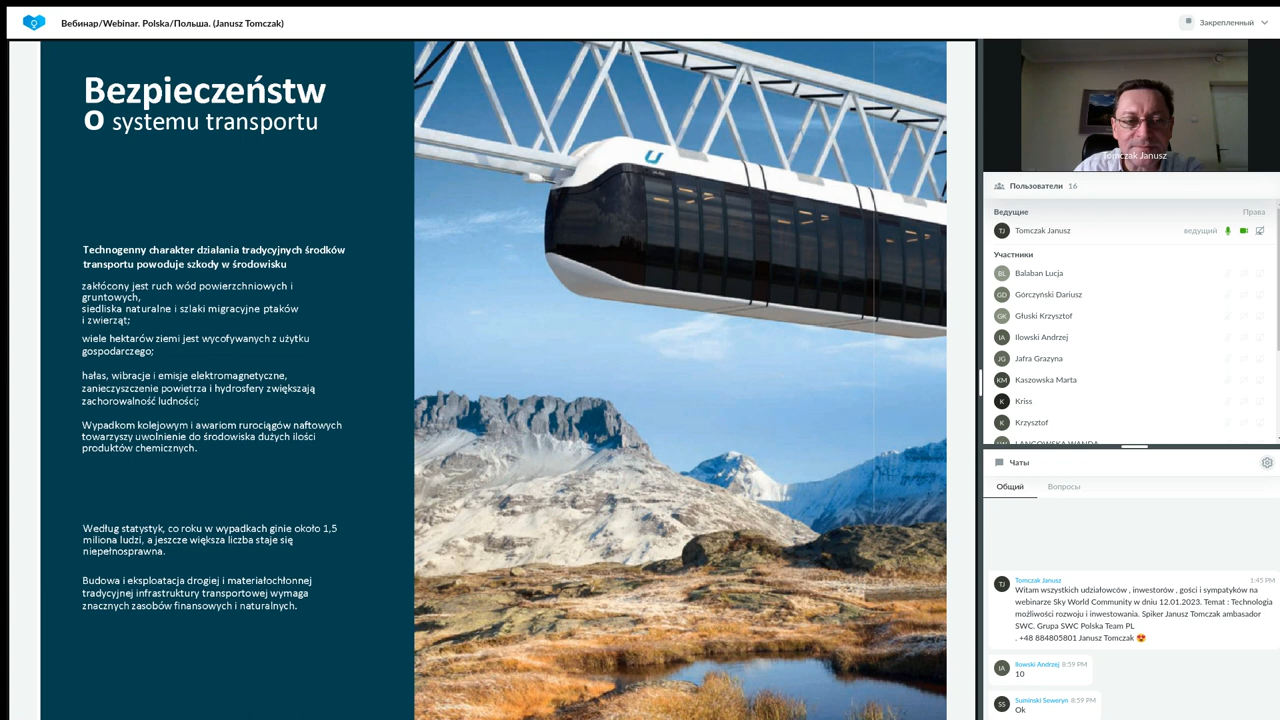 Вебинар/Webinar. Polska/Польша. (Janusz Tomczak)
Закрепленный
Bezpieczeństw
o systemu transportu
Technogenny charakter działania tradycyjnych środków
transportu powoduje szkody w środowisku
zakłócony jest ruch wód powierzchniowych i
gruntowych,
siedliska naturalne i szlaki migracyjne ptaków
i zwierząt;
wiele hektarów ziemi jest wycofywanych z użytku
gospodarczego;
hałas, wibracje i emisje elektromagnetyczne,
zanieczyszczenie powietrza i hydrosfery zwiększają
zachorowalność ludności;
Wypadkom kolejowym i awariom rurociągów naftowych
towarzyszy uwolnienie do środowiska dużych ilości
produktów chemicznych.
Według statystyk, co roku w wypadkach ginie około 1,5
miliona ludzi, a jeszcze większa liczba staje się
niepełnosprawna.
Budowa i eksploatacja drogiej i materiałochłonnej
tradycyjnej infrastruktury transportowej wymaga
znacznych zasobów finansowych i naturalnych.
Tomczak Janusz
Пользователи 16
Ведущие Права
TJ Tomczak Janusz ведущий
Участники
BL Balaban Lucja
GD Górczyński Dariusz
GK Głuski Krzysztof
IA Ilowski Andrzej
JG Jafra Grazyna
KM Kaszowska Marta
K Kriss
K Krzysztof
LANGOWSKA WANDA
Чаты
Общий Вопросы
TJ Tomczak Janusz 1:45 PM
Witam wszystkich udziałowców , inwestorów , gości i sympatyków na
webinarze Sky World Community w dniu 12.01.2023. Temat : Technologia
możliwości rozwoju i inwestowania. Spiker Janusz Tomczak ambasador
SWC. Grupa SWC Polska Team PL
. +48 884805801 Janusz Tomczak 😍
IA Ilowski Andrzej 8:59 PM
10
SS Suminski Seweryn 8:59 PM
Ok